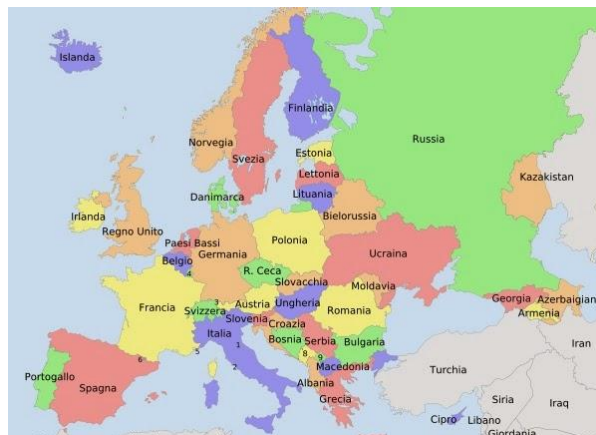 Islanda
Finlandia
Norvegia
Svezia
Russia
Estonia
Lettonia
Lituania
Danimarca
Kazakistan
Irlanda
Regno Unito
Bielorussia
Paesi Bassi
Polonia
Germania
Belgio
4
Ucraina
R. Ceca
Slovacchia
Moldavia
Francia
3
Austria
Ungheria
Svizzera
Romania
Georgia
Azerbaigian
Slovenia
Armenia
Croazia
Italia
1
Bosnia
Serbia
Bulgaria
5
6
8
9
2
Macedonia
Iran
Portogallo
Spagna
Albania
Turchia
Grecia
Siria
Iraq
Cipro
Libano
Giordania